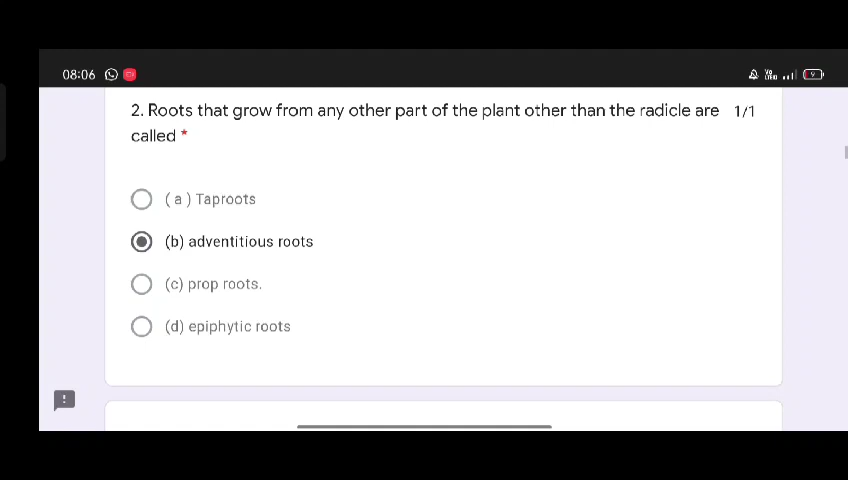 08:06
2. Roots that grow from any other part of the plant other than the radicle are 1/1
called *
( a ) Taproots
(b) adventitious roots
(c) prop roots.
(d) epiphytic roots